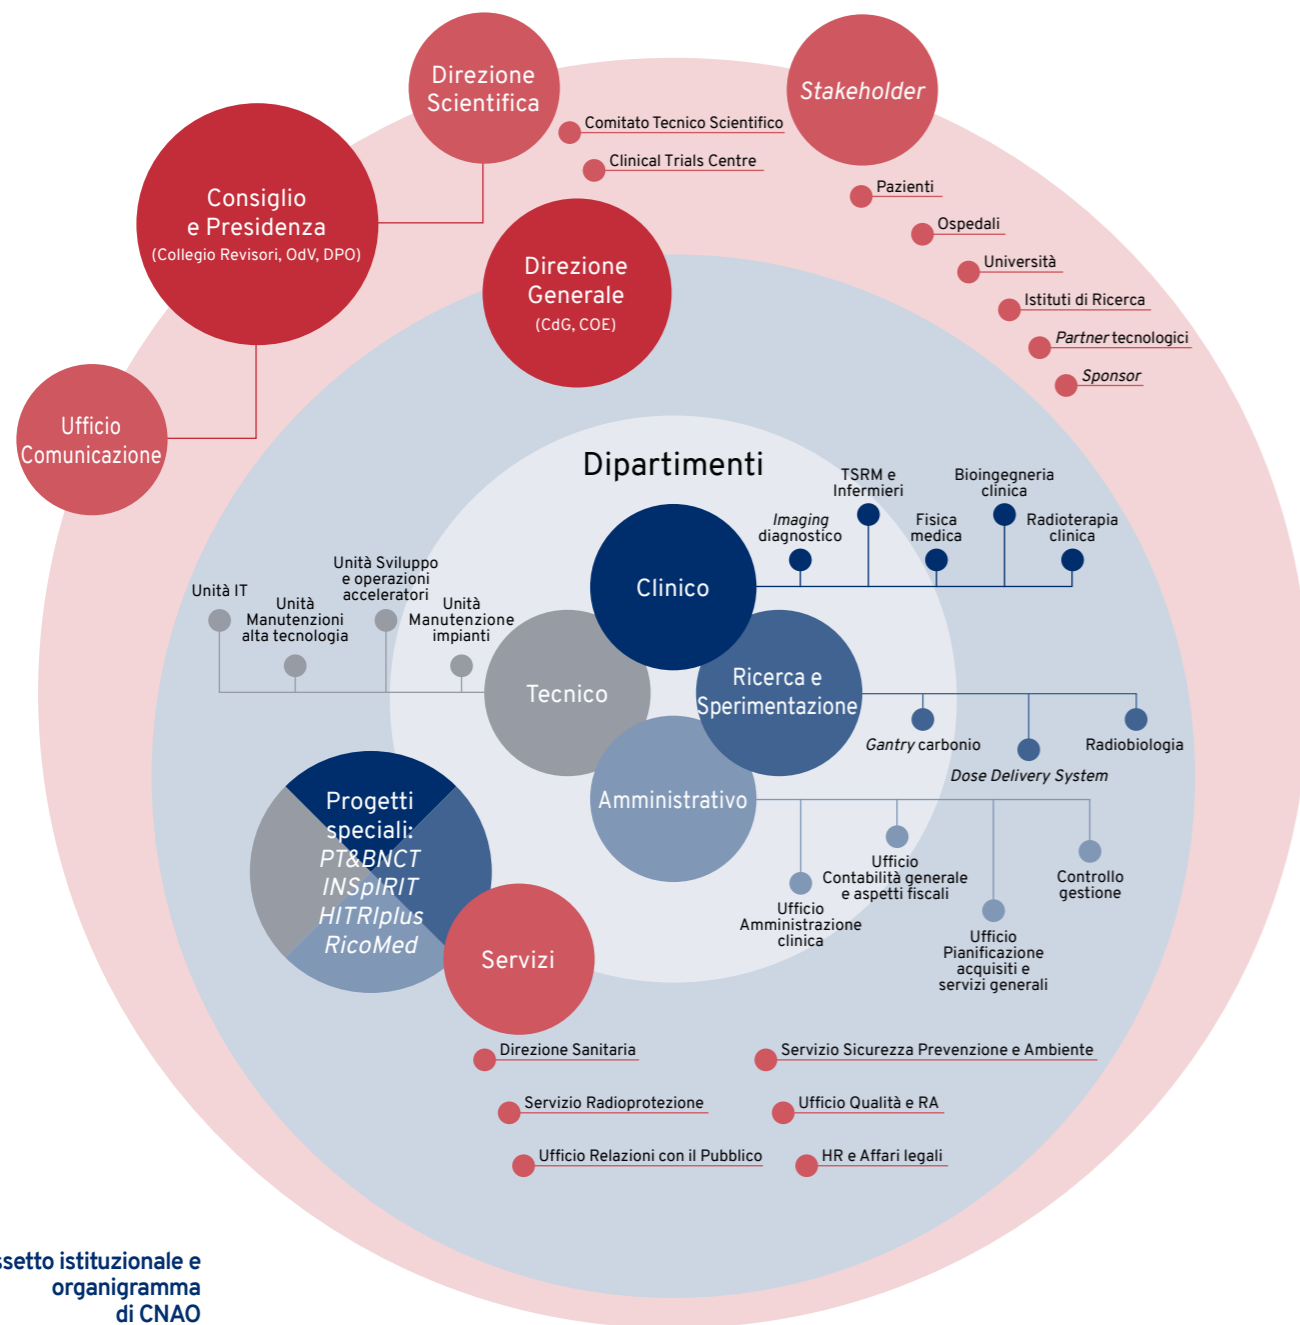 Direzione
Scientifica
Stakeholder
Comitato Tecnico Scientifico
Clinical Trials Centre
Consiglio
e Presidenza
(Collegio Revisori, OdV, DPO)
Direzione
Generale
(CdG, COE)
Pazienti
Ospedali
Università
Istituti di Ricerca
Partner tecnologici
Sponsor
Ufficio
Comunicazione
Dipartimenti
Clinico
Imaging
diagnostico
TSRM e
Infermieri
Fisica
medica
Bioingegneria
clinica
Radioterapia
clinica
Unità IT
Unità
Manutenzioni
alta tecnologia
Unità Sviluppo
e operazioni
acceleratori
Unità
Manutenzione
impianti
Tecnico
Ricerca e
Sperimentazione
Gantry carbonio
Dose Delivery System
Radiobiologia
Amministrativo
Ufficio
Amministrazione
clinica
Ufficio
Contabilità generale
e aspetti fiscali
Ufficio
Pianificazione
acquisiti e
servizi generali
Controllo
gestione
Progetti
speciali:
PT&BNCT
INSpIRIT
HITRIplus
RicoMed
Servizi
Direzione Sanitaria
Servizio Radioprotezione
Ufficio Relazioni con il Pubblico
Servizio Sicurezza Prevenzione e Ambiente
Ufficio Qualità e RA
HR e Affari legali
ssetto istituzionale e
organigramma
di CNAO